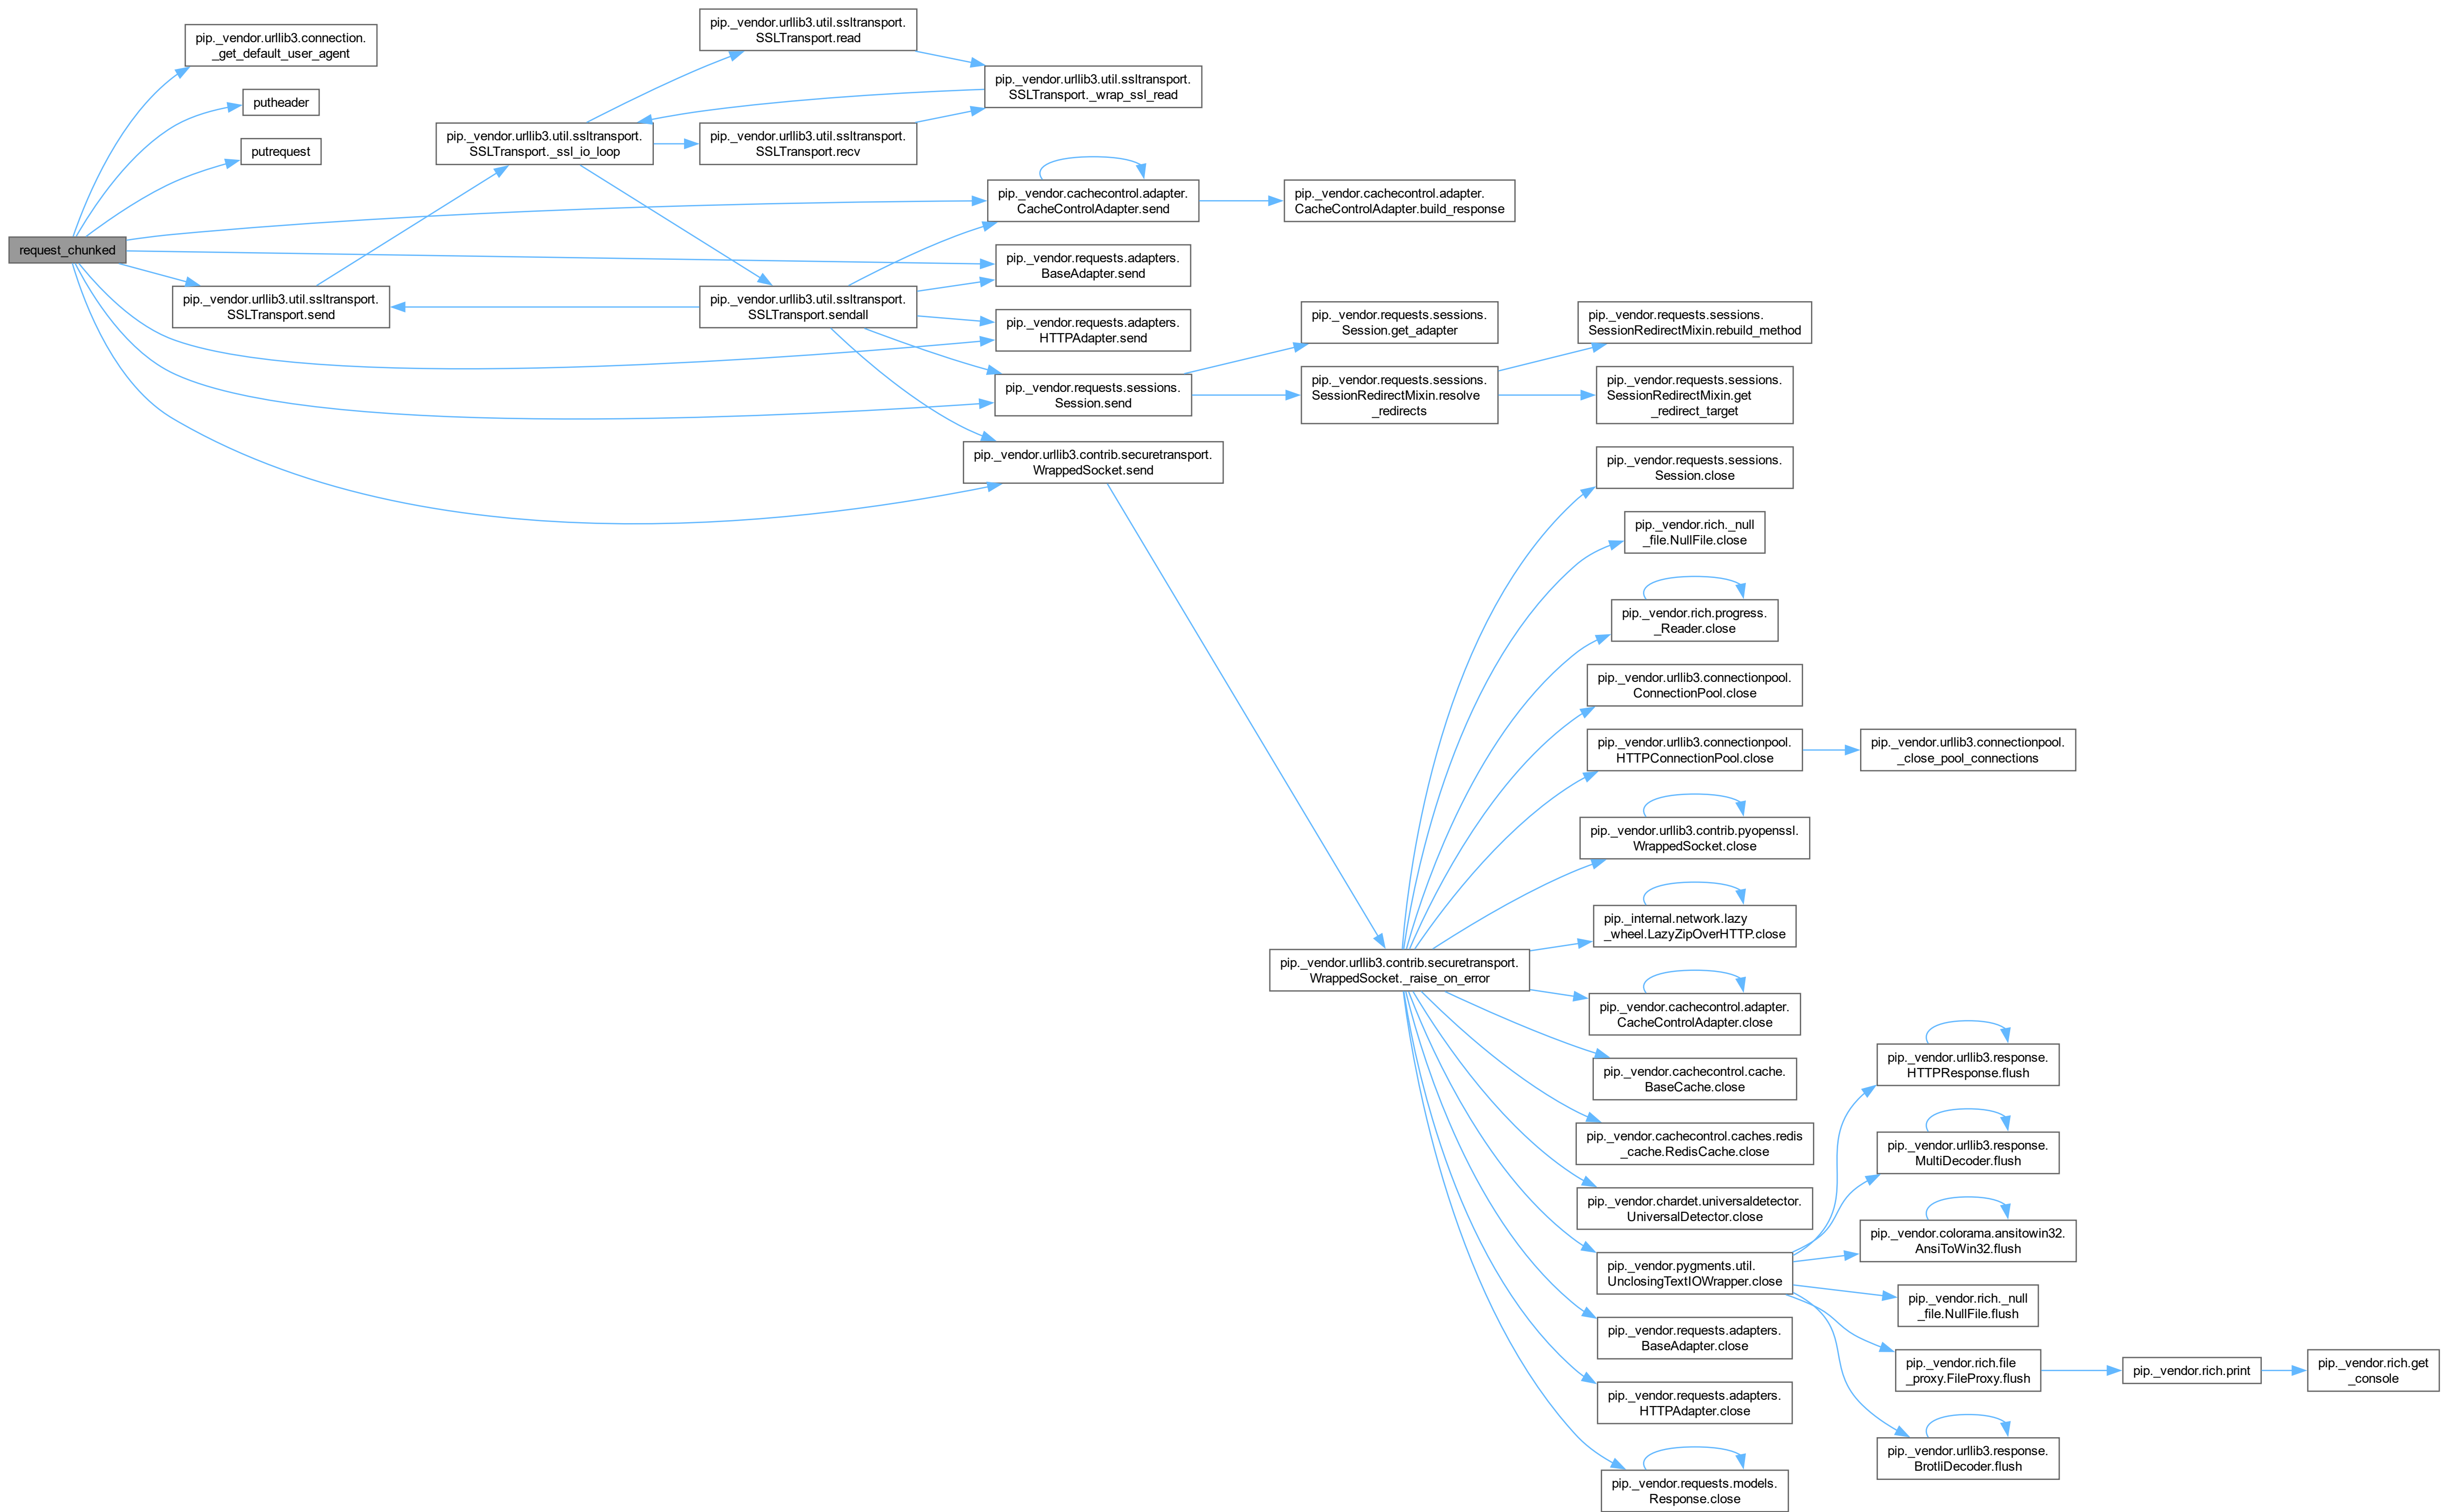 request_chunked
pip._vendor.urllib3.connection.
_get_default_user_agent
putheader
putrequest
pip._vendor.urllib3.util.ssltransport.
SSLTransport.send
pip._vendor.urllib3.util.ssltransport.
SSLTransport._ssl_io_loop
pip._vendor.urllib3.util.ssltransport.
SSLTransport.read
pip._vendor.urllib3.util.ssltransport.
SSLTransport.recv
pip._vendor.urllib3.util.ssltransport.
SSLTransport.sendall
pip._vendor.urllib3.util.ssltransport.
SSLTransport._wrap_ssl_read
pip._vendor.cachecontrol.adapter.
CacheControlAdapter.send
pip._vendor.requests.adapters.
BaseAdapter.send
pip._vendor.requests.adapters.
HTTPAdapter.send
pip._vendor.requests.sessions.
Session.send
pip._vendor.urllib3.contrib.securetransport.
WrappedSocket.send
pip._vendor.cachecontrol.adapter.
CacheControlAdapter.build_response
pip._vendor.requests.sessions.
Session.get_adapter
pip._vendor.requests.sessions.
SessionRedirectMixin.resolve
_redirects
pip._vendor.urllib3.contrib.securetransport.
WrappedSocket._raise_on_error
pip._vendor.requests.sessions.
SessionRedirectMixin.rebuild_method
pip._vendor.requests.sessions.
SessionRedirectMixin.get
_redirect_target
pip._vendor.requests.sessions.
Session.close
pip._vendor.rich._null
_file.NullFile.close
pip._vendor.rich.progress.
_Reader.close
pip._vendor.urllib3.connectionpool.
ConnectionPool.close
pip._vendor.urllib3.connectionpool.
HTTPConnectionPool.close
pip._vendor.urllib3.contrib.pyopenssl.
WrappedSocket.close
pip._internal.network.lazy
_wheel.LazyZipOverHTTP.close
pip._vendor.cachecontrol.adapter.
CacheControlAdapter.close
pip._vendor.cachecontrol.cache.
BaseCache.close
pip._vendor.cachecontrol.caches.redis
_cache.RedisCache.close
pip._vendor.chardet.universaldetector.
UniversalDetector.close
pip._vendor.pygments.util.
UnclosingTextIOWrapper.close
pip._vendor.requests.adapters.
BaseAdapter.close
pip._vendor.requests.adapters.
HTTPAdapter.close
pip._vendor.requests.models.
Response.close
pip._vendor.urllib3.connectionpool.
_close_pool_connections
pip._vendor.urllib3.response.
HTTPResponse.flush
pip._vendor.urllib3.response.
MultiDecoder.flush
pip._vendor.colorama.ansitowin32.
AnsiToWin32.flush
pip._vendor.rich._null
_file.NullFile.flush
pip._vendor.rich.file
_proxy.FileProxy.flush
pip._vendor.urllib3.response.
BrotliDecoder.flush
pip._vendor.rich.print
pip._vendor.rich.get
_console